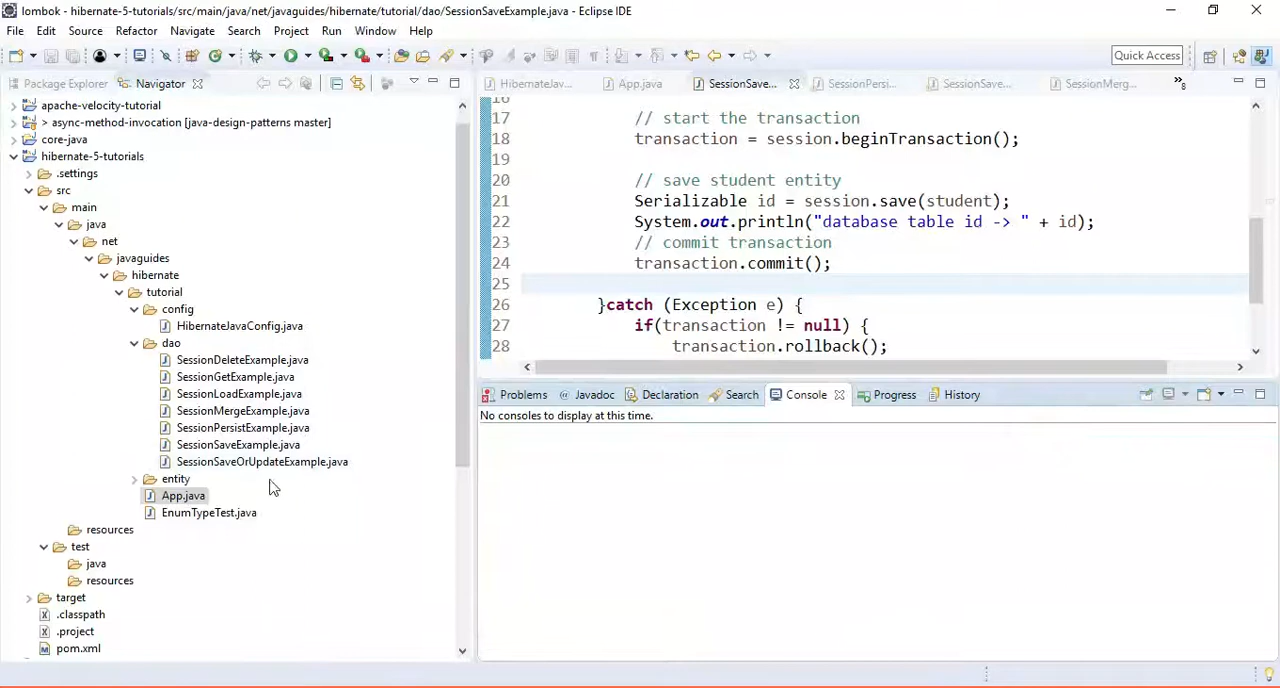 lombok - hibernate-5-tutorials/src/main/java/net/javaguides/hibernate/tutorial/dao/SessionSaveExample.java - Eclipse IDE
File Edit Source Refactor Navigate Search Project Run Window Help
Quick Access
Package Explorer Navigator
apache-velocity-tutorial
> async-method-invocation [java-design-patterns master]
core-java
hibernate-5-tutorials
.settings
src
main
java
net
javaguides
hibernate
tutorial
config
HibernateJavaConfig.java
dao
SessionDeleteExample.java
SessionGetExample.java
SessionLoadExample.java
SessionMergeExample.java
SessionPersistExample.java
SessionSaveExample.java
SessionSaveOrUpdateExample.java
entity
App.java
EnumTypeTest.java
resources
test
java
resources
target
.classpath
.project
pom.xml
HibernateJav... App.java SessionSave... SessionPersi... SessionSave... SessionMerg... »8
16
17 // start the transaction
18 transaction = session.beginTransaction();
19
20 // save student entity
21 Serializable id = session.save(student);
22 System.out.println("database table id -> " + id);
23 // commit transaction
24 transaction.commit();
25
26 }catch (Exception e) {
27 if(transaction != null) {
28 transaction.rollback();
Problems Javadoc Declaration Search Console Progress History
No consoles to display at this time.